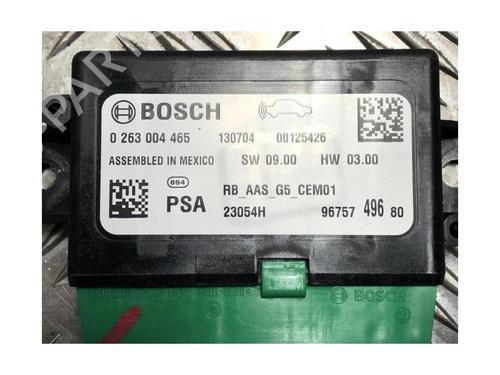 BOSCH
0 263 004 465 130704 00125426
ASSEMBLED IN MEXICO SW 09.00 HW 03.00
864 RB_AAS_G5_CEM01
PSA 23054H 96757 496 80
BOSCH